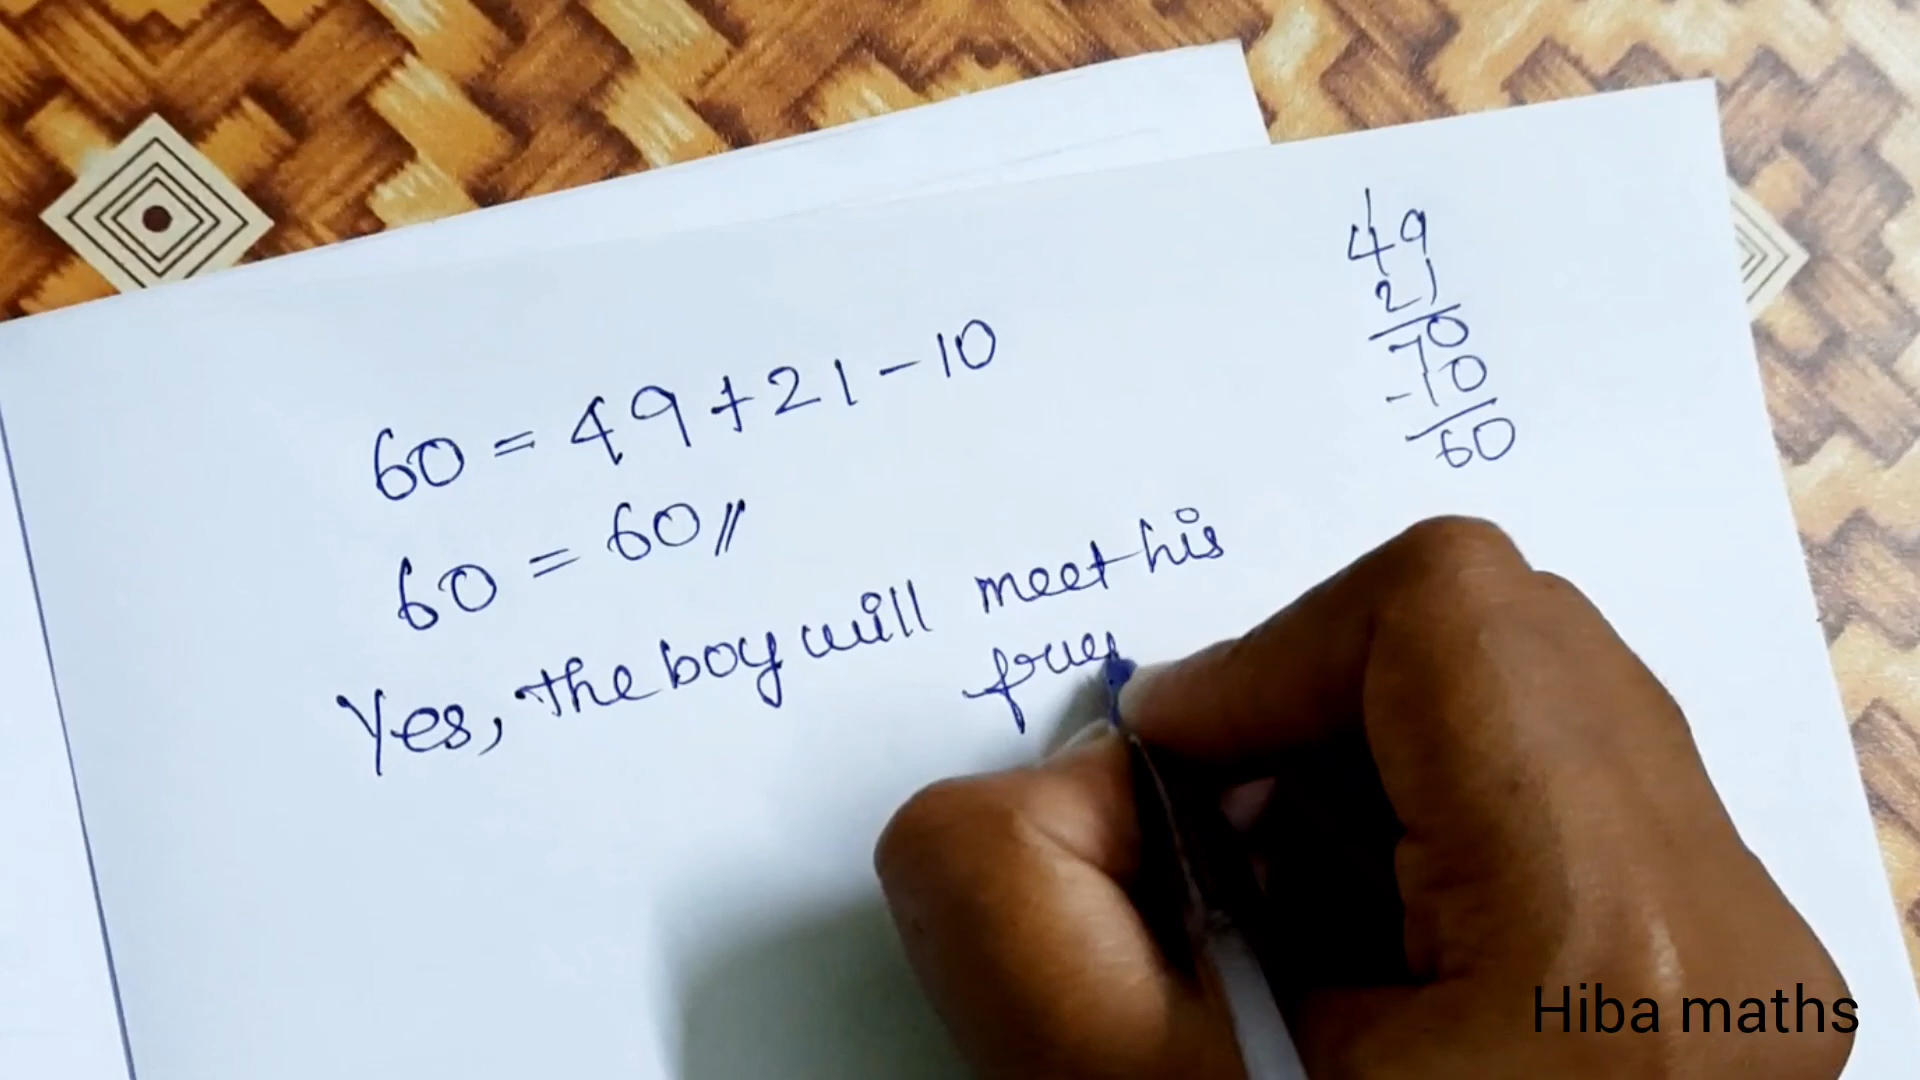 60 = 49 + 21 - 10
60 = 60 //
Yes, the boy will meet his
1
49
21
70
-10
60
Hiba maths